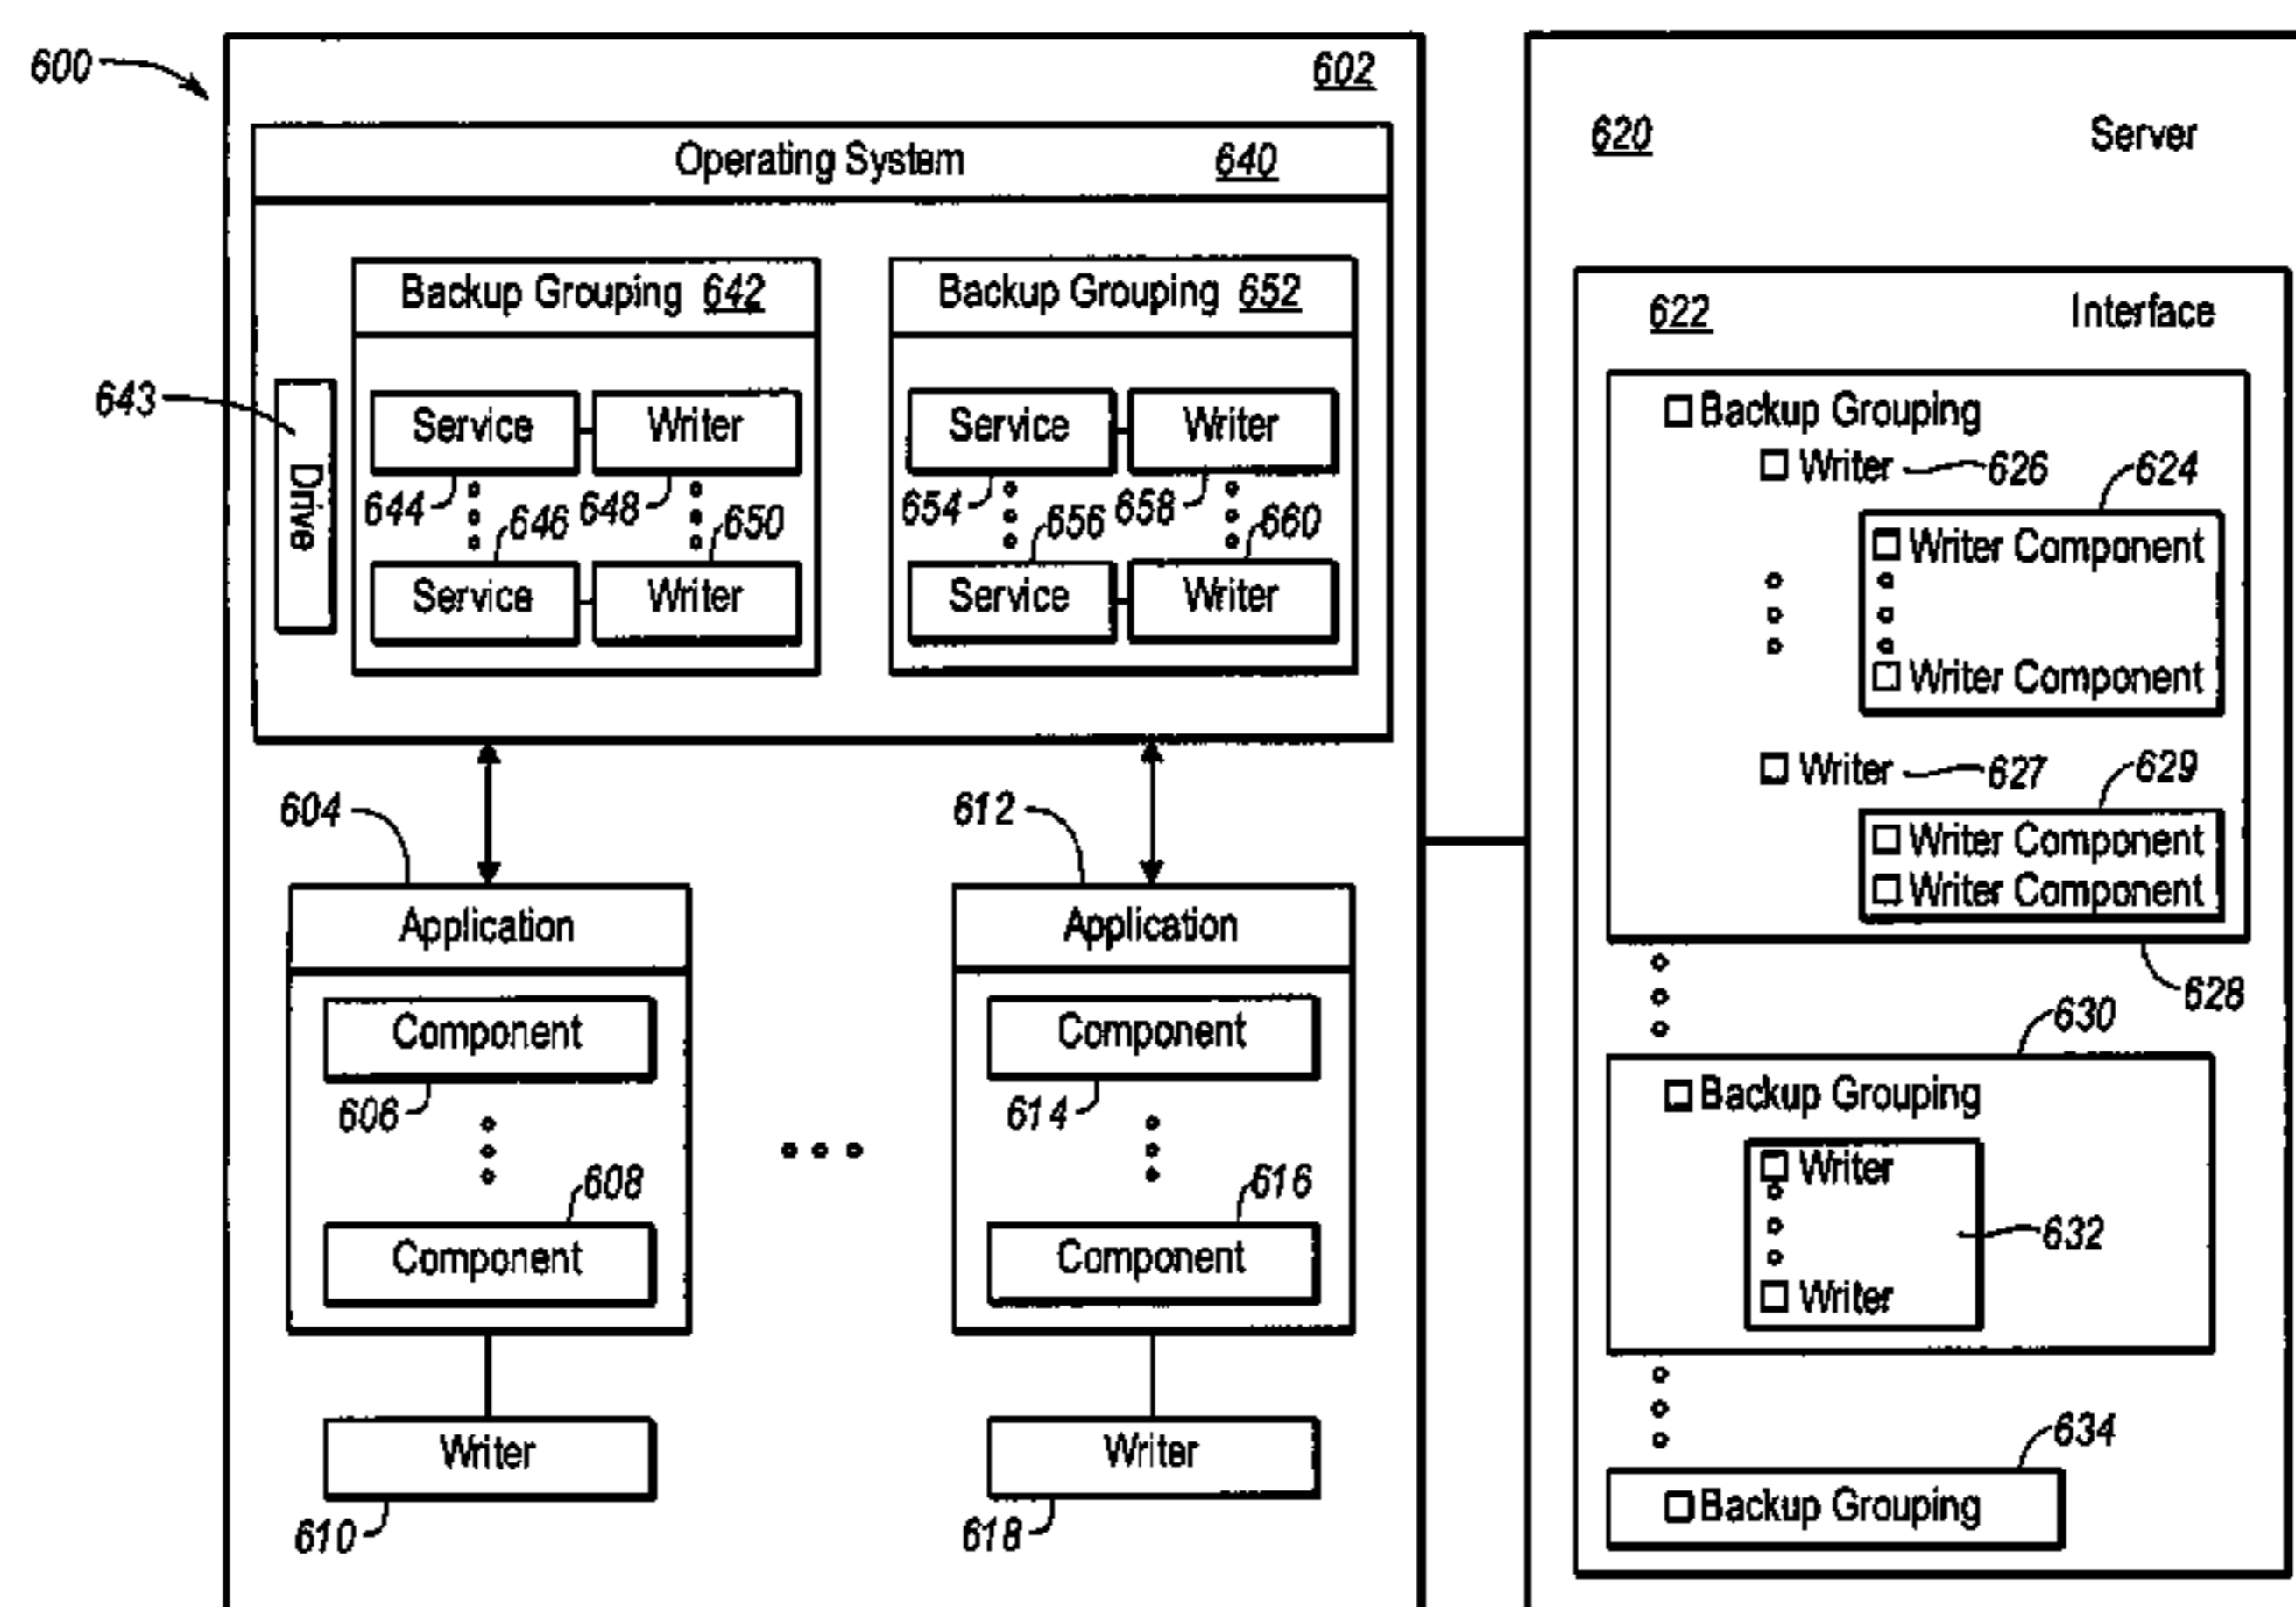 600
602
Operating System 640
Backup Grouping 642
Backup Grouping 652
643
Drive
Service
Writer
Service
Writer
644
646
648
650
654
656
658
660
Service
Writer
Service
Writer
604
612
Application
Application
Component
Component
606
614
608
616
Component
Component
Writer
Writer
610
618
620 Server
622 Interface
☐ Backup Grouping
☐ Writer 626
624
☐ Writer Component
☐ Writer Component
☐ Writer 627
629
☐ Writer Component
☐ Writer Component
628
630
☐ Backup Grouping
☐ Writer
632
☐ Writer
634
☐ Backup Grouping